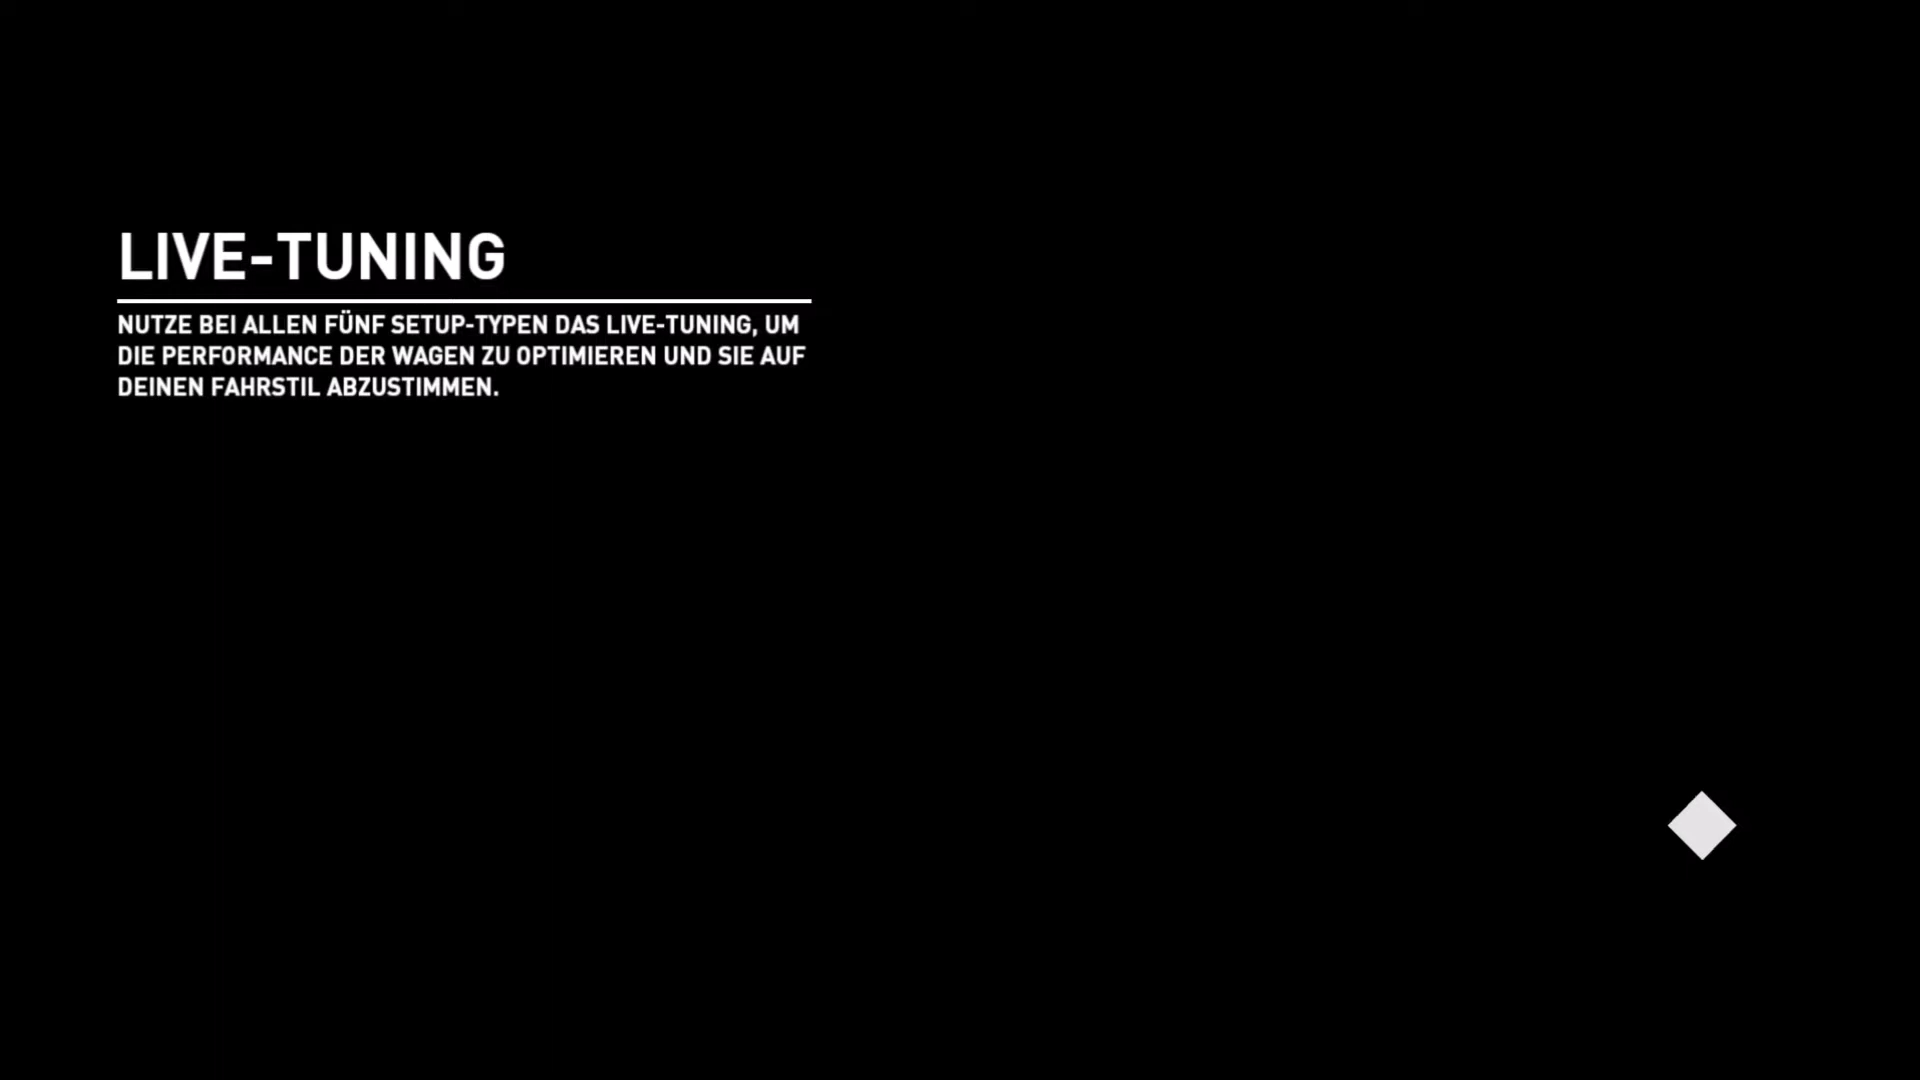 LIVE-TUNING
NUTZE BEI ALLEN FÜNF SETUP-TYPEN DAS LIVE-TUNING, UM
DIE PERFORMANCE DER WAGEN ZU OPTIMIEREN UND SIE AUF
DEINEN FAHRSTIL ABZUSTIMMEN.